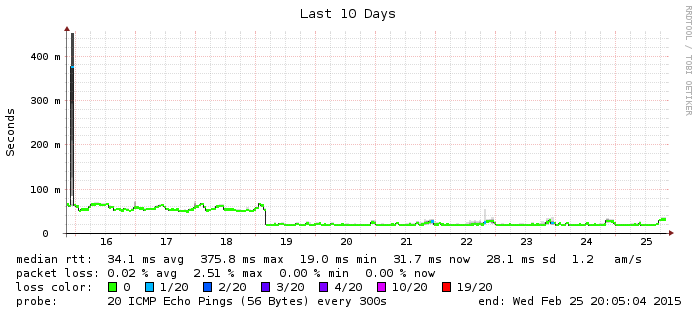 Last 10 Days
RRDTOOL / TOBI OETIKER
Seconds
400 m
300 m
200 m
100 m
0
16 17 18 19 20 21 22 23 24 25
median rtt: 34.1 ms avg 375.8 ms max 19.0 ms min 31.7 ms now 28.1 ms sd 1.2 am/s
packet loss: 0.02 % avg 2.51 % max 0.00 % min 0.00 % now
loss color: 0 1/20 2/20 3/20 4/20 10/20 19/20
probe: 20 ICMP Echo Pings (56 Bytes) every 300s end: Wed Feb 25 20:05:04 2015